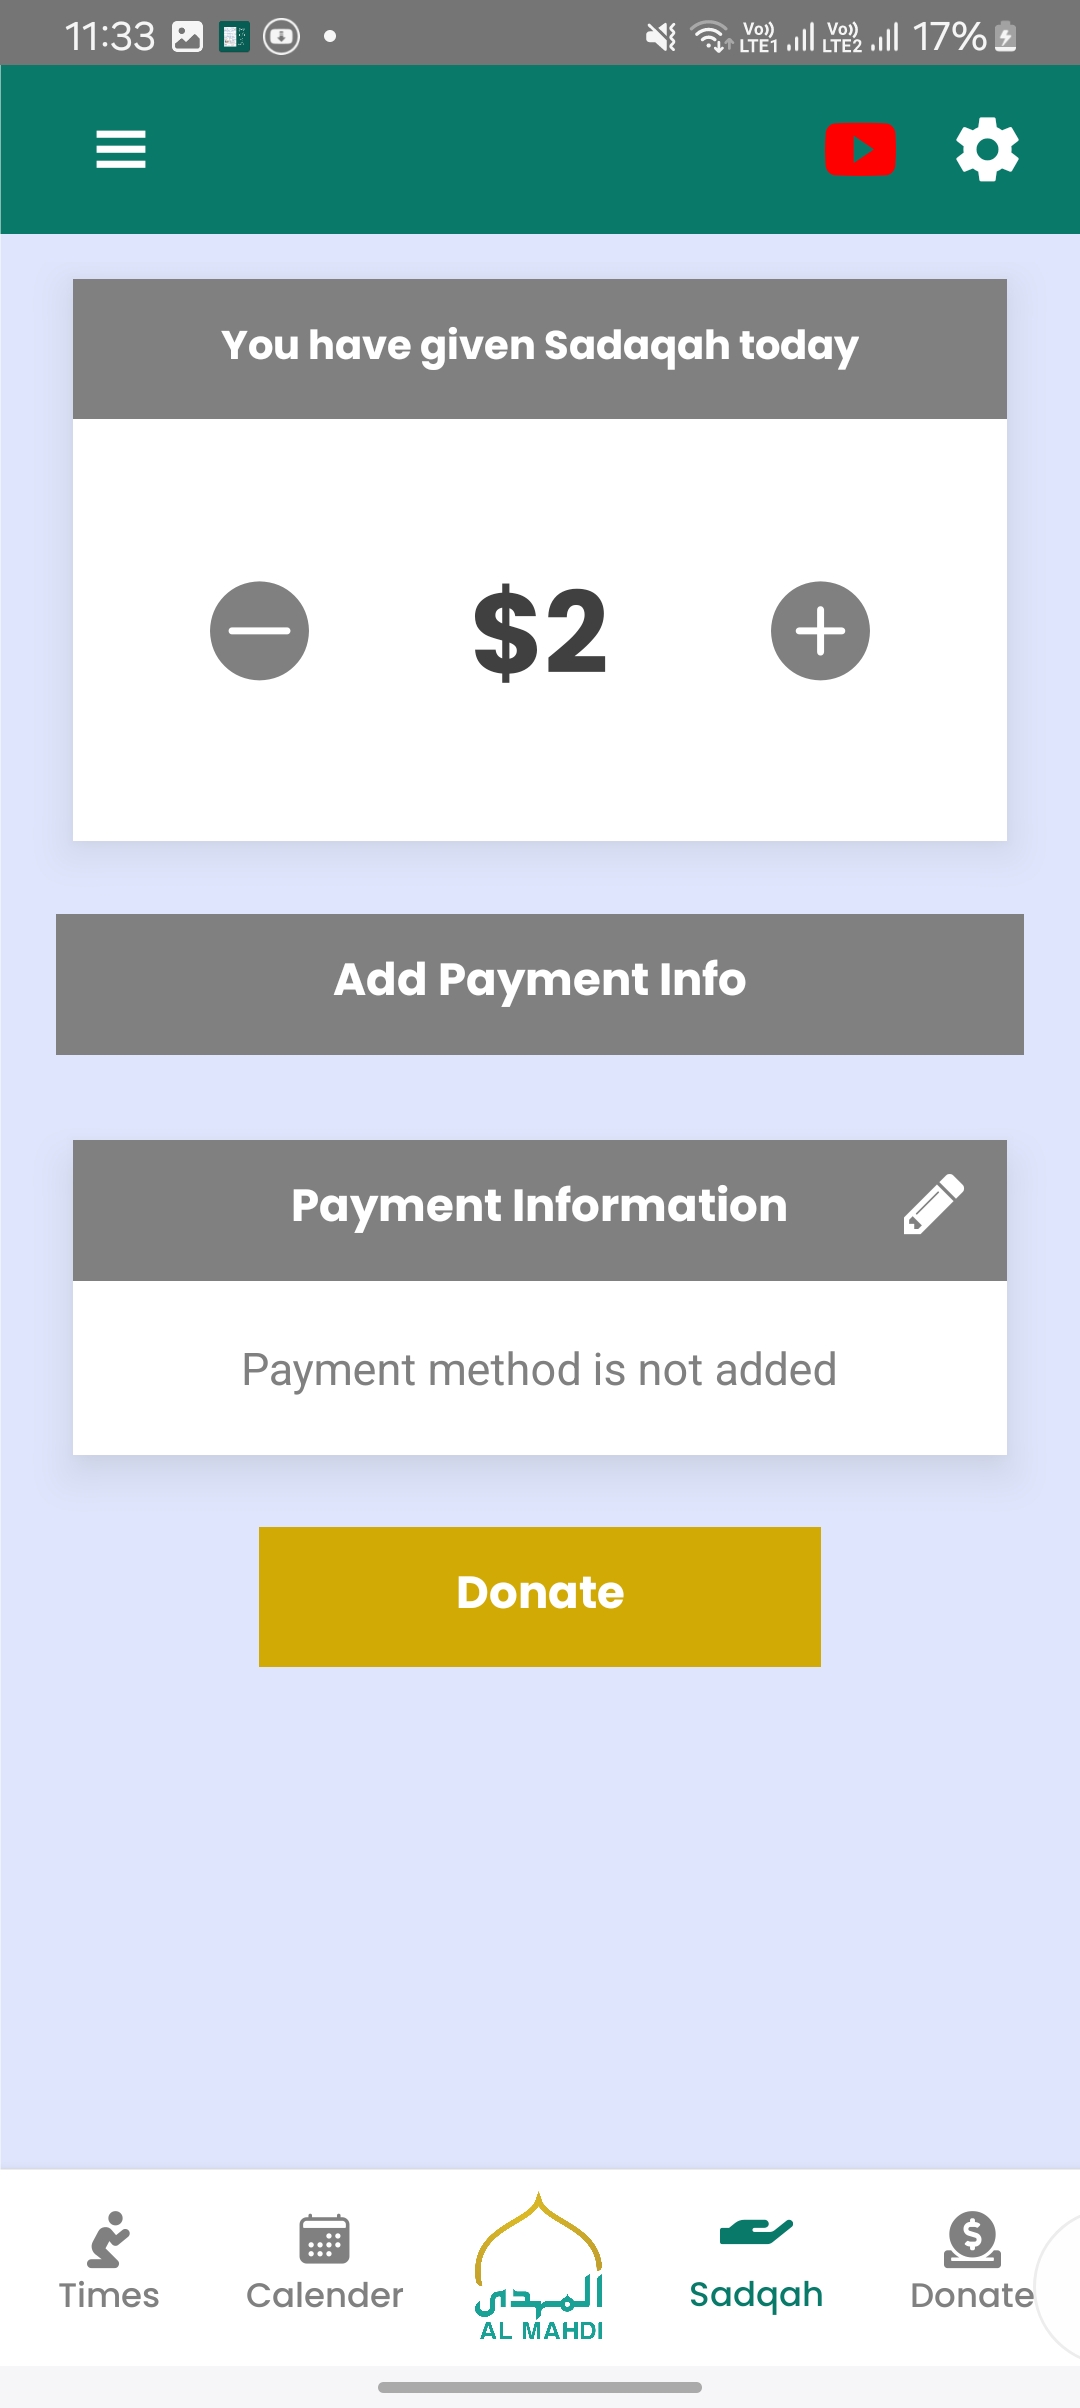 11:33
Vo)) LTE1 Vo)) LTE2 17%
You have given Sadaqah today
$2
Add Payment Info
Payment Information
Payment method is not added
Donate
المهدي
AL MAHDI
Times
Calender
Sadqah
Donate